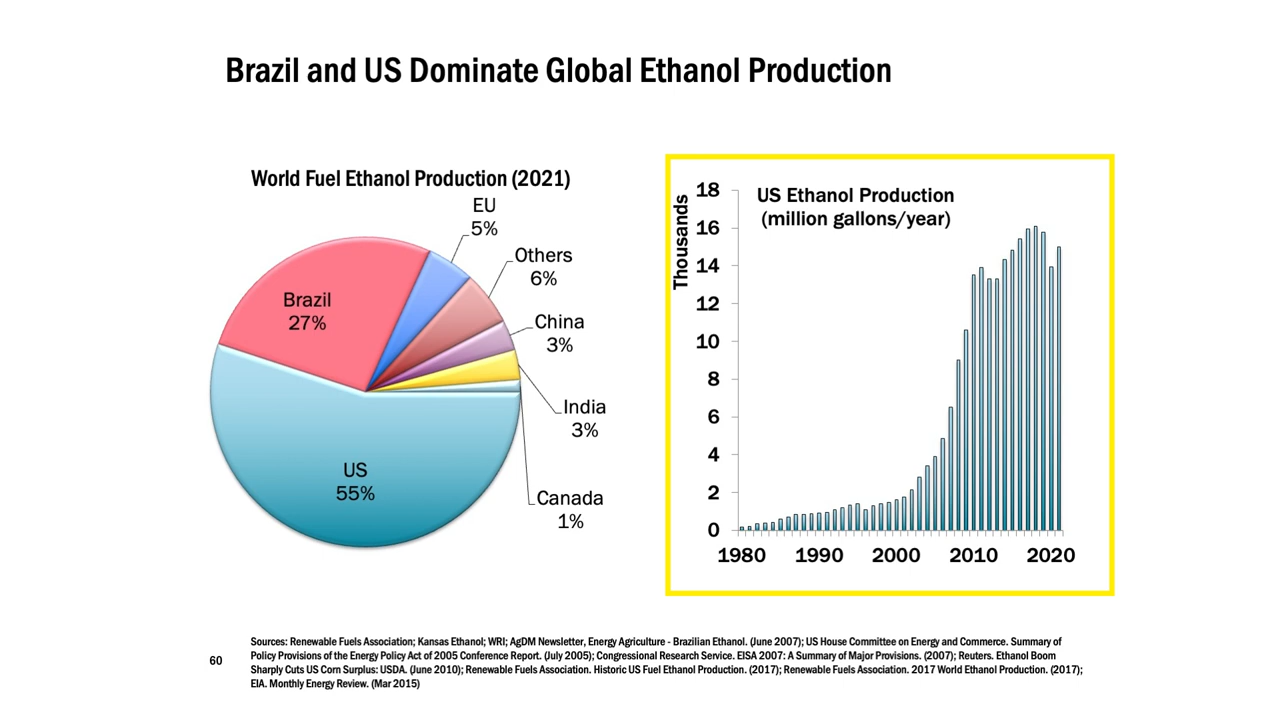 Brazil and US Dominate Global Ethanol Production
World Fuel Ethanol Production (2021)
EU
5%
Others
6%
Brazil
27%
China
3%
India
3%
US
55%
Canada
1%
US Ethanol Production
(million gallons/year)
Thousands
18
16
14
12
10
8
6
4
2
0
1980 1990 2000 2010 2020
Sources: Renewable Fuels Association; Kansas Ethanol; WRI; AgDM Newsletter, Energy Agriculture - Brazilian Ethanol. (June 2007); US House Committee on Energy and Commerce. Summary of
Policy Provisions of the Energy Policy Act of 2005 Conference Report. (July 2005); Congressional Research Service. EISA 2007: A Summary of Major Provisions. (2007); Reuters. Ethanol Boom
Sharply Cuts US Corn Surplus: USDA. (June 2010); Renewable Fuels Association. Historic US Fuel Ethanol Production. (2017); Renewable Fuels Association. 2017 World Ethanol Production. (2017);
EIA. Monthly Energy Review. (Mar 2015)
60